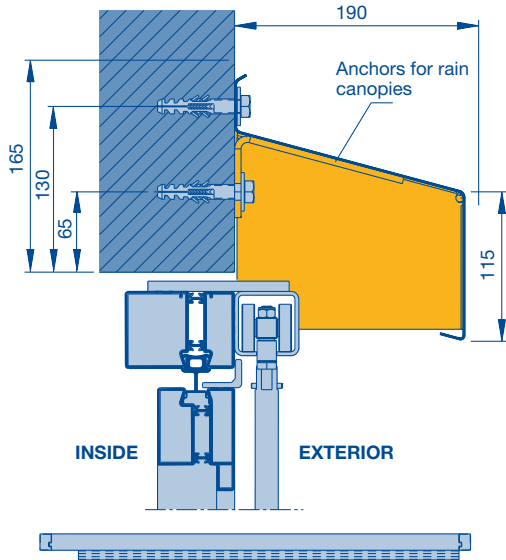 190
Anchors for rain
canopies
165
130
65
115
INSIDE
EXTERIOR